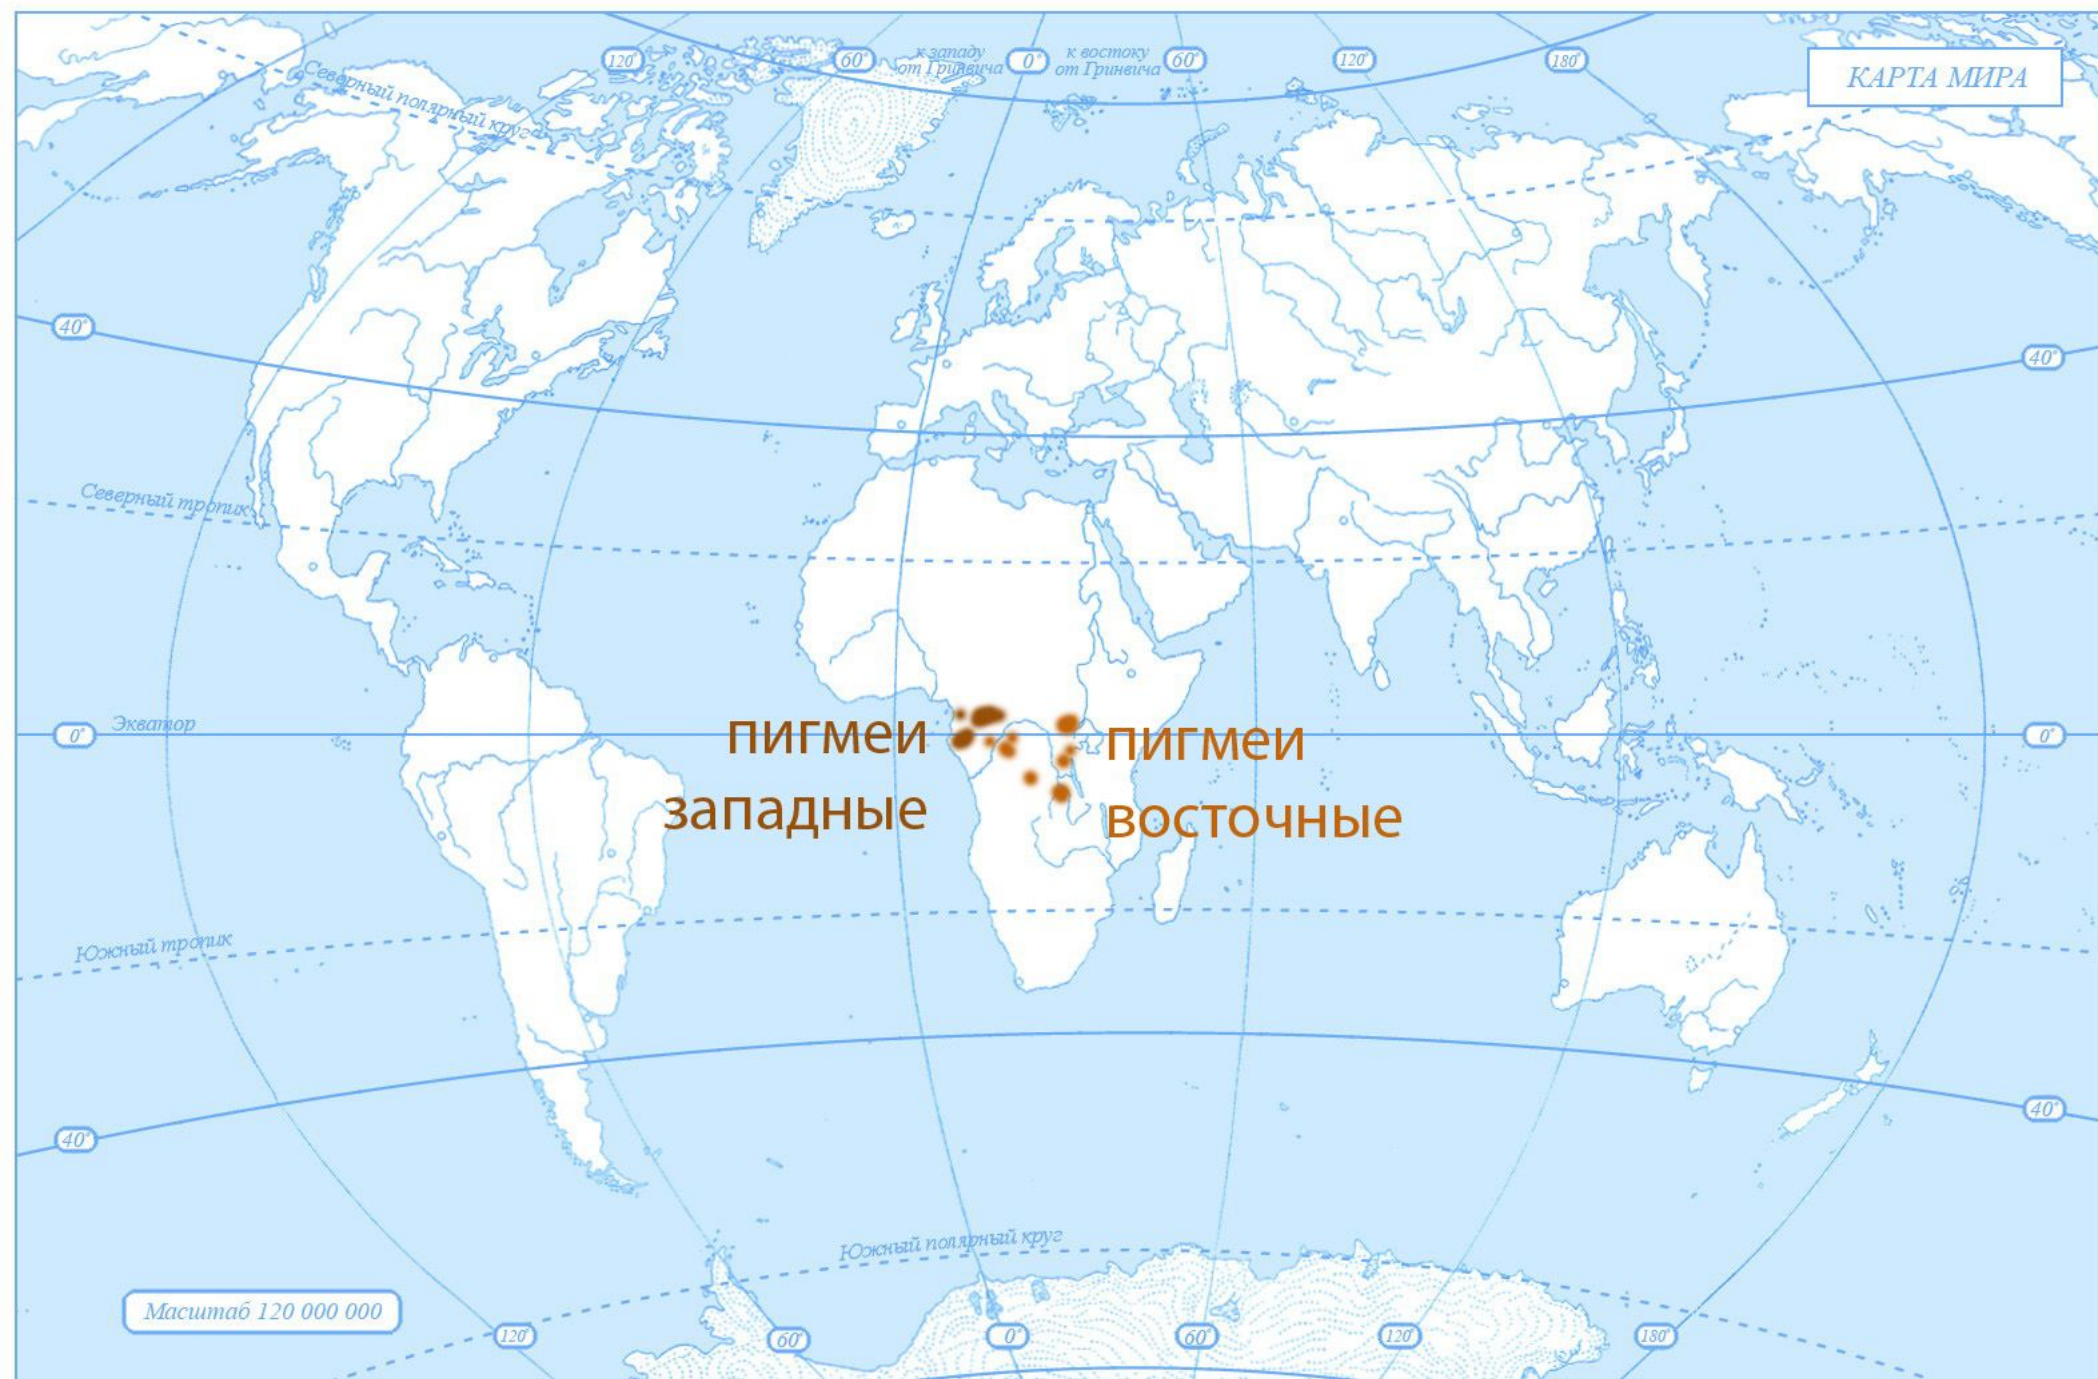 120°
60°
к западу
от Гринвича
0°
к востоку
от Гринвича
60°
120°
180°
КАРТА МИРА
Северный полярный круг
40°
40°
Северный тропик
0°
Экватор
0°
пигмеи
западные
пигмеи
восточные
Южный тропик
40°
40°
Южный полярный круг
Масштаб 120 000 000
120°
60°
0°
60°
120°
180°